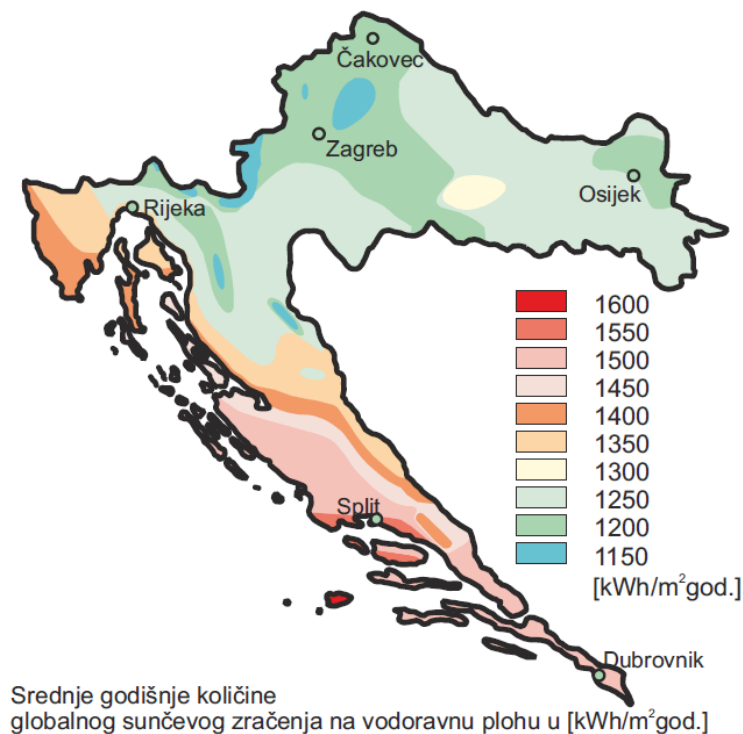 Čakovec
Zagreb
Osijek
Rijeka
1600
1550
1500
1450
1400
1350
1300
1250
1200
1150
[kWh/m²god.]
Split
Dubrovnik
Srednje godišnje količine
globalnog sunčevog zračenja na vodoravnu plohu u [kWh/m²god.]